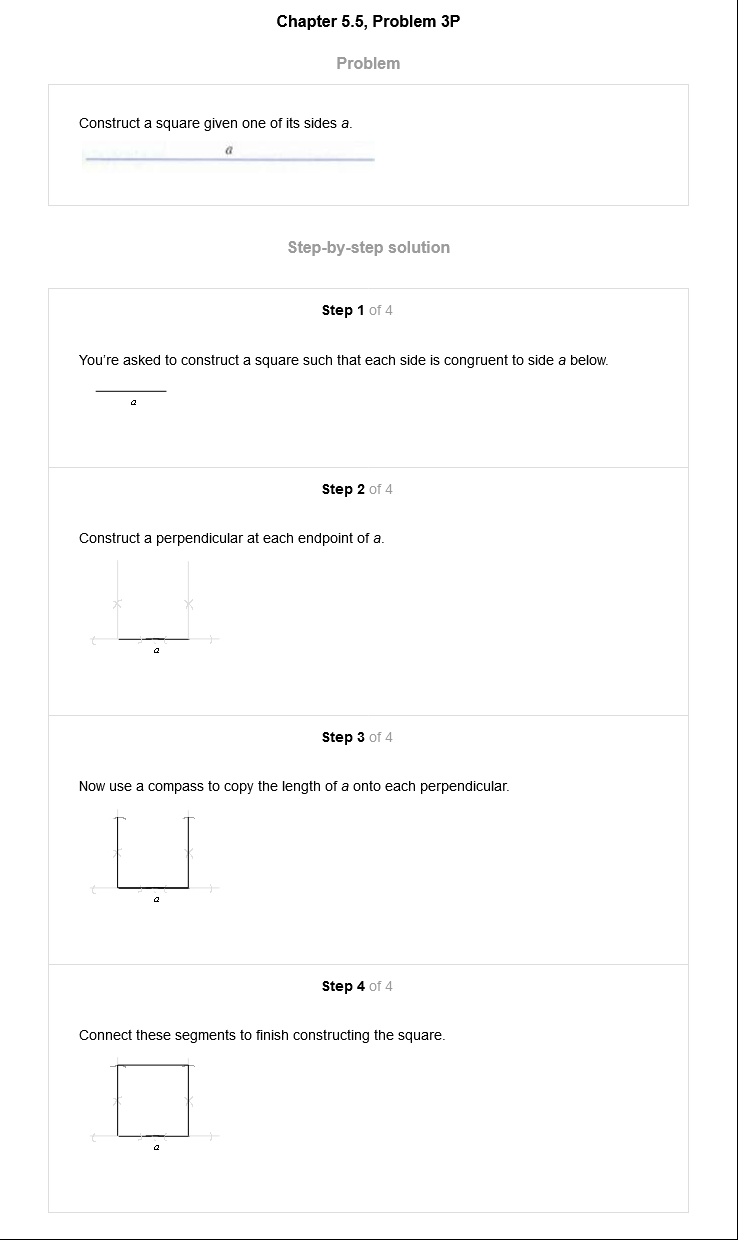 Chapter 5.5, Problem 3P
Problem
Construct a square given one of its sides a.
a
Step-by-step solution
Step 1 of 4
You’re asked to construct a square such that each side is congruent to side a below.
a
Step 2 of 4
Construct a perpendicular at each endpoint of a.
a
Step 3 of 4
Now use a compass to copy the length of a onto each perpendicular.
a
Step 4 of 4
Connect these segments to finish constructing the square.
a